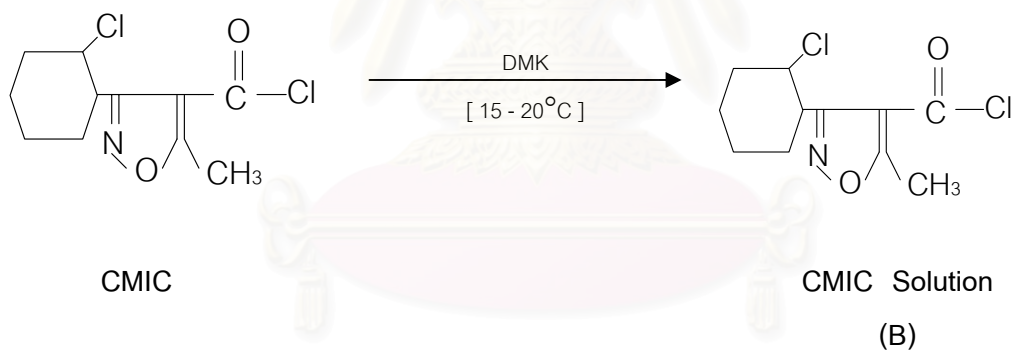 Cl
O
C
Cl
N
O
CH3
DMK
[ 15 - 20°C ]
Cl
O
C
Cl
N
O
CH3
CMIC
CMIC Solution
(B)